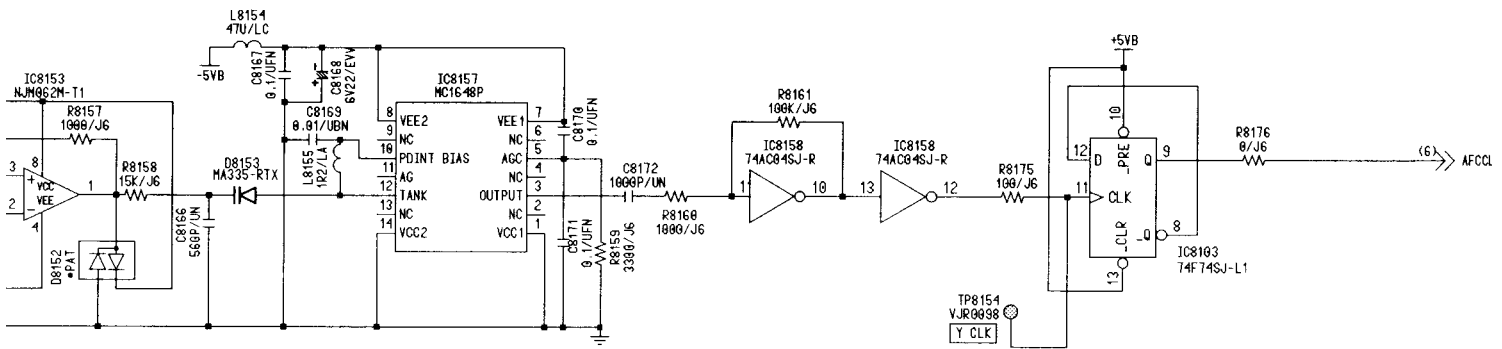 L8154
47U/LC
-5VB
C8167
0.1/UFN
C8168
6V22/EVV
+ -
IC8153
NJM062M-T1
R8157
1000/J6
8
3
+
VCC
1
VEE
2
-
4
R8158
15K/J6
D8152
*PAT
C8166
560P/UN
D8153
MA335-RTX
C8169
0.01/UBN
L8155
1R2/LA
IC8157
MC1648P
8 VEE2
9 NC
10 PDINT BIAS
11 AG
12 TANK
13 NC
14 VCC2
VEE1 7
NC 6
AGC 5
NC 4
OUTPUT 3
NC 2
VCC1 1
C8170
0.1/UFN
C8171
0.1/UFN
R8159
3300/J6
C8172
1000P/UN
R8160
1000/J6
R8161
100K/J6
IC8158
74AC04SJ-R
11
10
IC8158
74AC04SJ-R
13
12
R8175
100/J6
+5VB
10
_PRE
12
D
Q
9
11
CLK
_CLR
_Q
8
13
IC8103
74F74SJ-L1
R8176
0/J6
(6)
AFCCL
TP8154
VJR0098
Y CLK